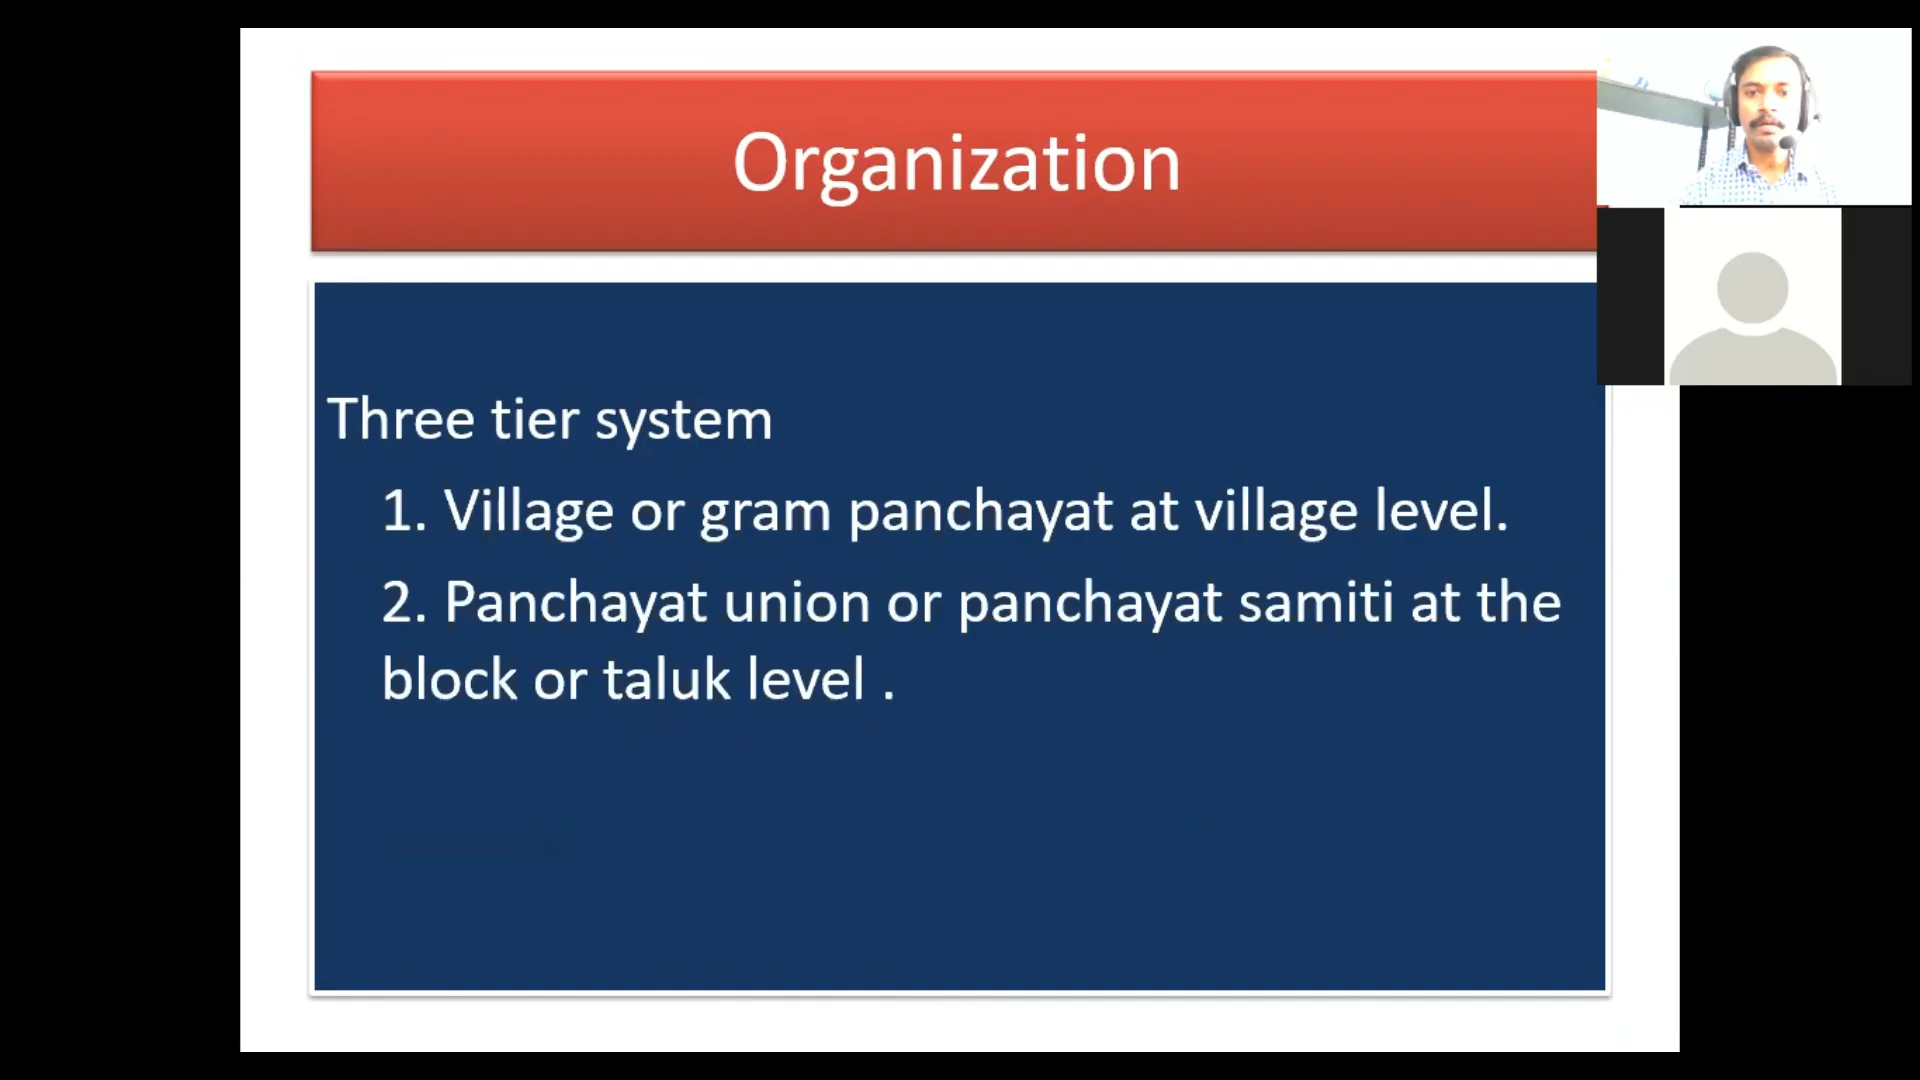 Organization
Three tier system
1. Village or gram panchayat at village level.
2. Panchayat union or panchayat samiti at the
block or taluk level .